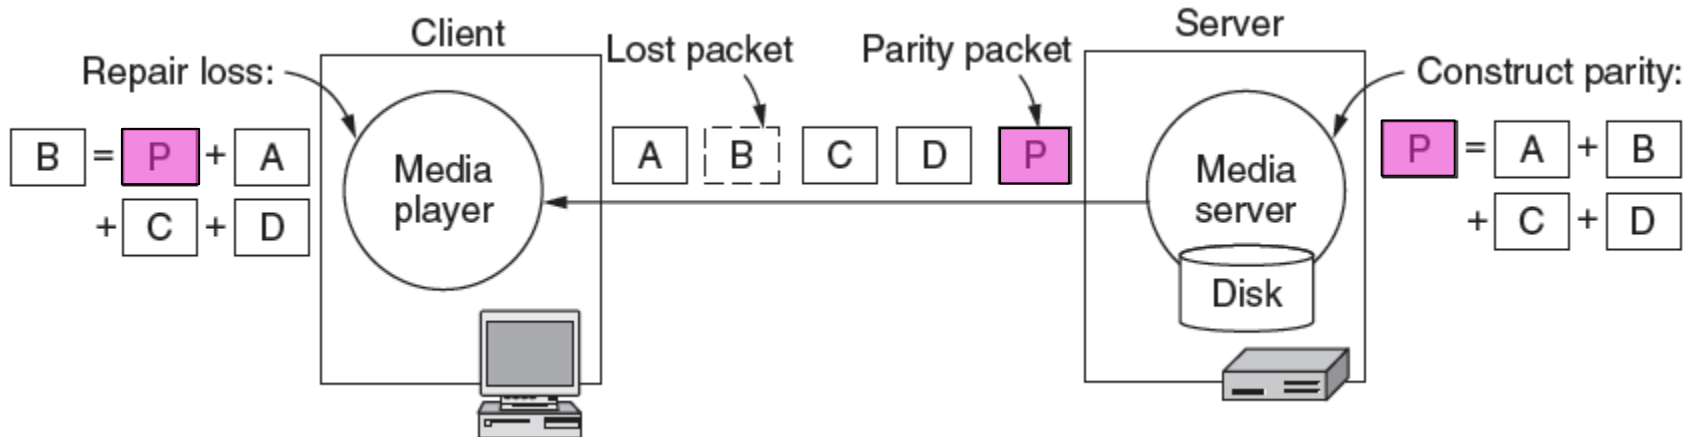 Client
Lost packet
Parity packet
Server
Repair loss:
Construct parity:
B = P + A
+ C + D
Media
player
A B C D P
Media
server
Disk
P = A + B
+ C + D